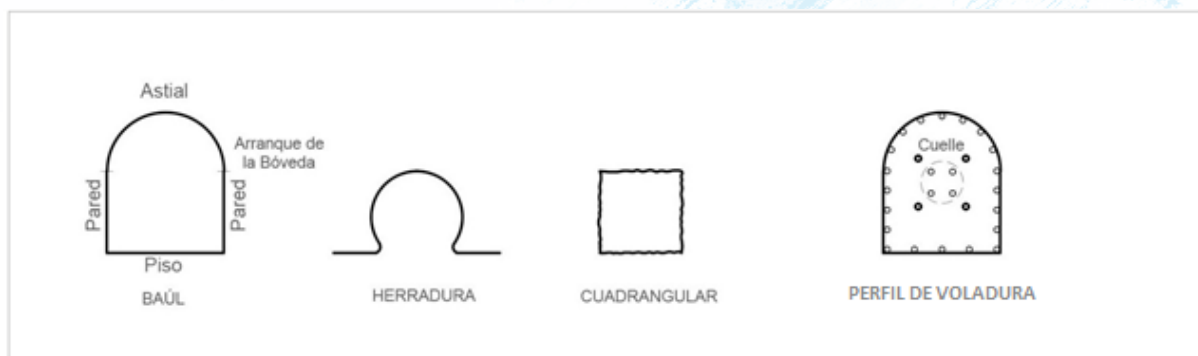 Astial
Arranque de
la Bóveda
Pared
Pared
Piso
BAÚL
HERRADURA
CUADRANGULAR
Cuelle
PERFIL DE VOLADURA